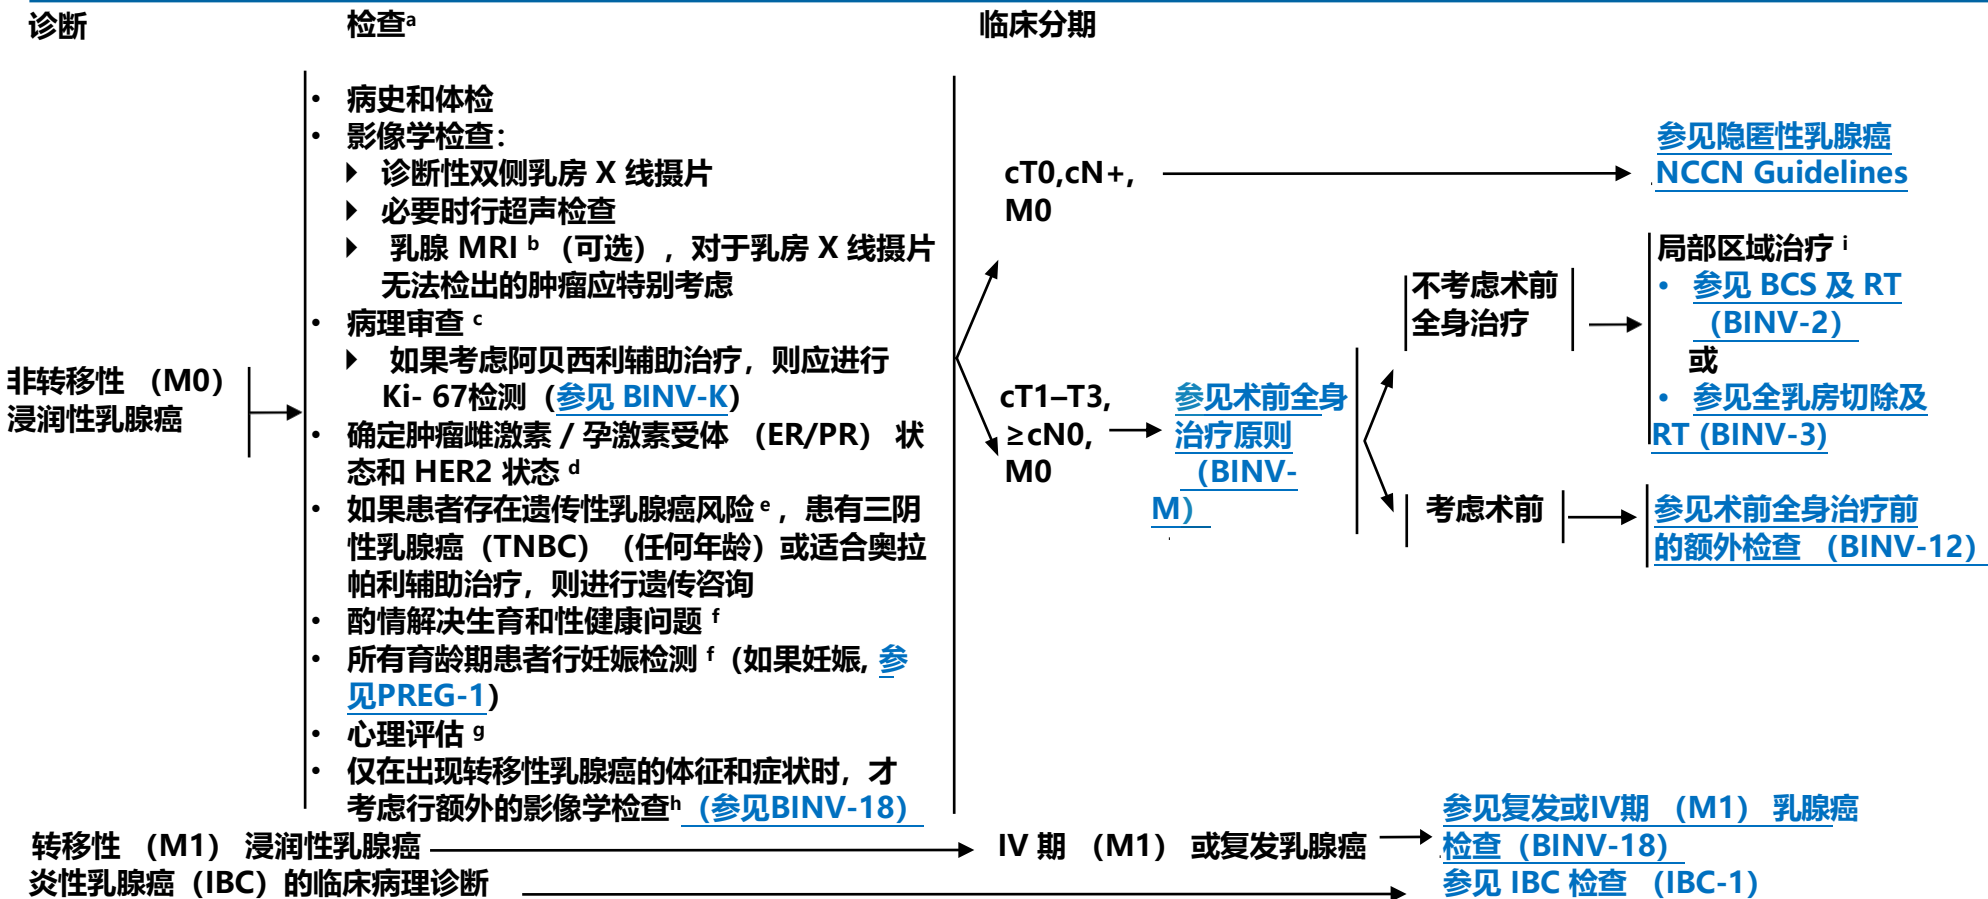 诊断
检查a
临床分期
非转移性 （M0）
浸润性乳腺癌
• 病史和体检
• 影像学检查：
诊断性双侧乳房 X 线摄片
必要时行超声检查
乳腺 MRI b （可选），对于乳房 X 线摄片
无法检出的肿瘤应特别考虑
• 病理审查 c
如果考虑阿贝西利辅助治疗，则应进行
Ki- 67检测（参见 BINV-K）
• 确定肿瘤雌激素 / 孕激素受体 （ER/PR） 状
态和 HER2 状态 d
• 如果患者存在遗传性乳腺癌风险 e ，患有三阴
性乳腺癌（TNBC）（任何年龄）或适合奥拉
帕利辅助治疗，则进行遗传咨询
• 酌情解决生育和性健康问题 f
• 所有育龄期患者行妊娠检测 f（如果妊娠, 参
见PREG-1）
• 心理评估 g
• 仅在出现转移性乳腺癌的体征和症状时，才
考虑行额外的影像学检查h （参见BINV-18）
cT0,cN+,
M0
参见隐匿性乳腺癌
NCCN Guidelines
cT1–T3,
≥cN0,
M0
参见术前全身
治疗原则
（BINV-
M）
不考虑术前
全身治疗
局部区域治疗 i
• 参见 BCS 及 RT
（BINV-2）
或
• 参见全乳房切除及
RT (BINV-3)
考虑术前
参见术前全身治疗前
的额外检查 （BINV-12）
转移性 （M1） 浸润性乳腺癌
IV 期 （M1） 或复发乳腺癌
参见复发或IV期 （M1） 乳腺癌
检查（BINV-18）
炎性乳腺癌（IBC）的临床病理诊断
参见 IBC 检查 （IBC-1）